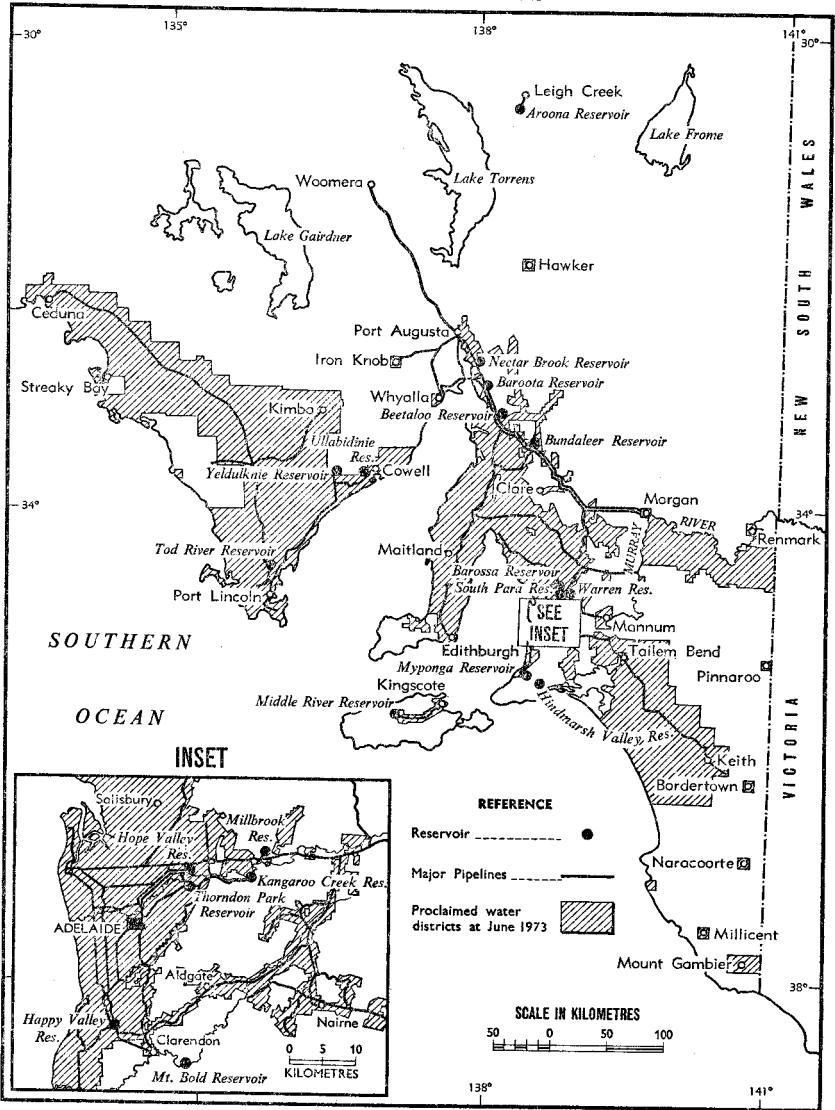 135°
138°
141°
30°
30°
Leigh Creek
Aroona Reservoir
Lake Frome
Lake Torrens
Woomera
Lake Gairdner
Hawker
NEW SOUTH WALES
Ceduna
Port Augusta
Iron Knob
Nectar Brook Reservoir
Baroota Reservoir
Streaky Bay
Whyalla
Kimba
Beetaloo Reservoir
Ullabidinie
Res.
Bundaleer Reservoir
Yeldulknie Reservoir
Cowell
Clare
34°
Morgan
34°
RIVER
MURRAY
Renmark
Tod River Reservoir
Maitland
Barossa Reservoir
South Para Res.
Warren Res.
Port Lincoln
SEE
INSET
Mannum
SOUTHERN
Edithburgh
Tailem Bend
Myponga Reservoir
Pinnaroo
Kingscote
Middle River Reservoir
Hindmarsh Valley Res.
OCEAN
VICTORIA
INSET
Keith
Bordertown
Salisbury
Millbrook
Res.
Hope Valley
Res.
REFERENCE
Reservoir
Kangaroo Creek Res.
Thorndon Park
Reservoir
Major Pipelines
Naracoorte
ADELAIDE
Proclaimed water
districts at June 1973
Millicent
Mount Gambier
Aldgate
38°
Happy Valley
Res.
Nairne
Clarendon
SCALE IN KILOMETRES
50 0 50 100
0 10
KILOMETRES
Mt. Bold Reservoir
138°
141°